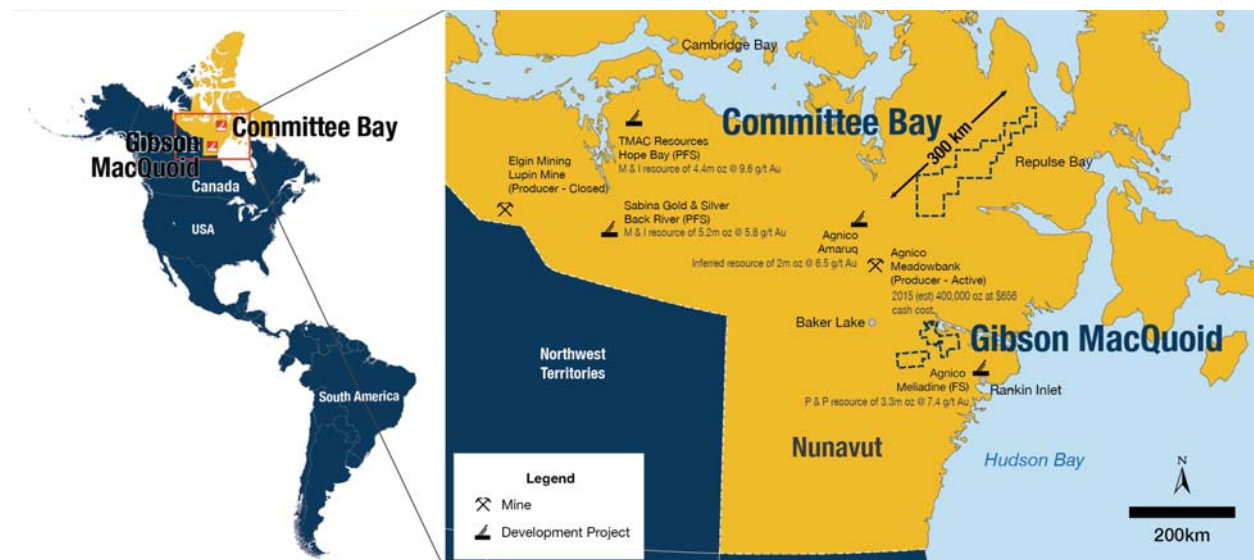 Committee Bay
Gibson
MacQuoid
Canada
USA
South America
Cambridge Bay
Committee Bay
300 km
TMAC Resources
Hope Bay (PFS)
M & I resource of 4.4m oz @ 9.6 g/t Au
Elgin Mining
Lupin Mine
(Producer - Closed)
Repulse Bay
Sabina Gold & Silver
Back River (PFS)
M & I resource of 5.2m oz @ 5.8 g/t Au
Agnico
Amaruq
Inferred resource of 2m oz @ 6.5 g/t Au
Agnico
Meadowbank
(Producer - Active)
2015 (est) 400,000 oz at $656
cash cost
Baker Lake
Gibson MacQuoid
Northwest
Territories
Agnico
Meliadine (FS)
P & P resource of 3.3m oz @ 7.4 g/t Au
Rankin Inlet
Nunavut
Hudson Bay
Legend
Mine
Development Project
N
200km